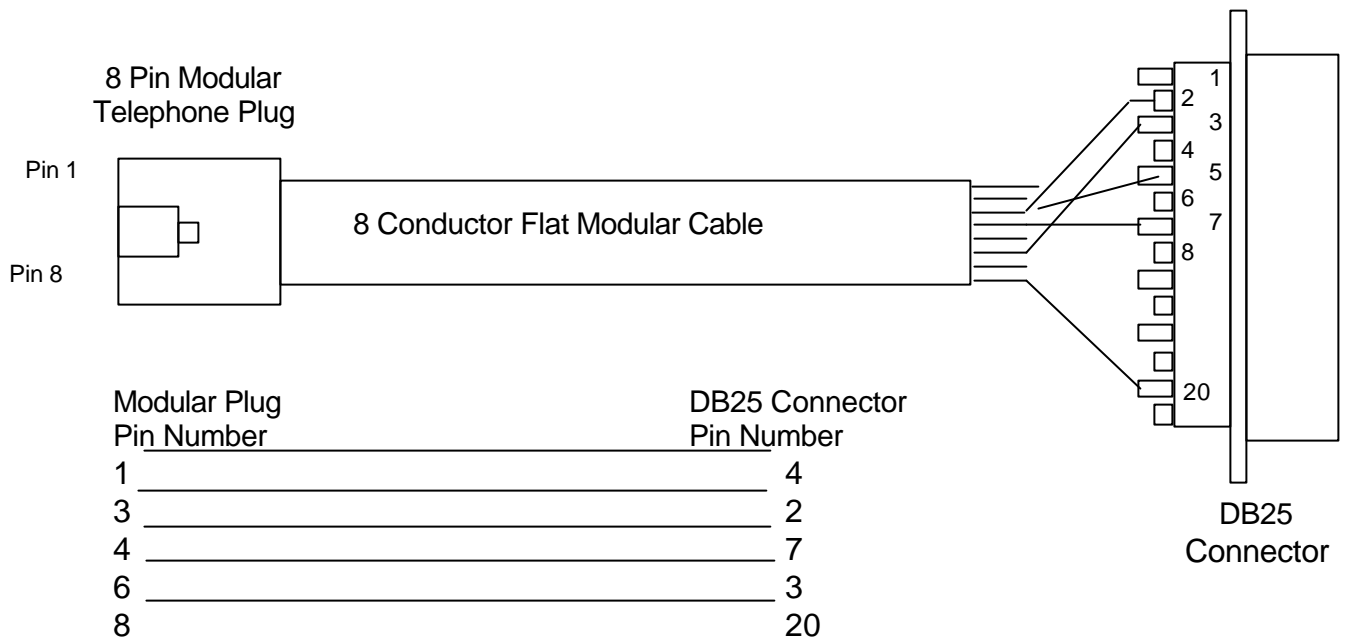 8 Pin Modular
Telephone Plug
Pin 1
Pin 8
8 Conductor Flat Modular Cable
1
2
3
4
5
6
7
8
20
DB25
Connector
Modular Plug
Pin Number
DB25 Connector
Pin Number
1 4
3 2
4 7
6 3
8 20